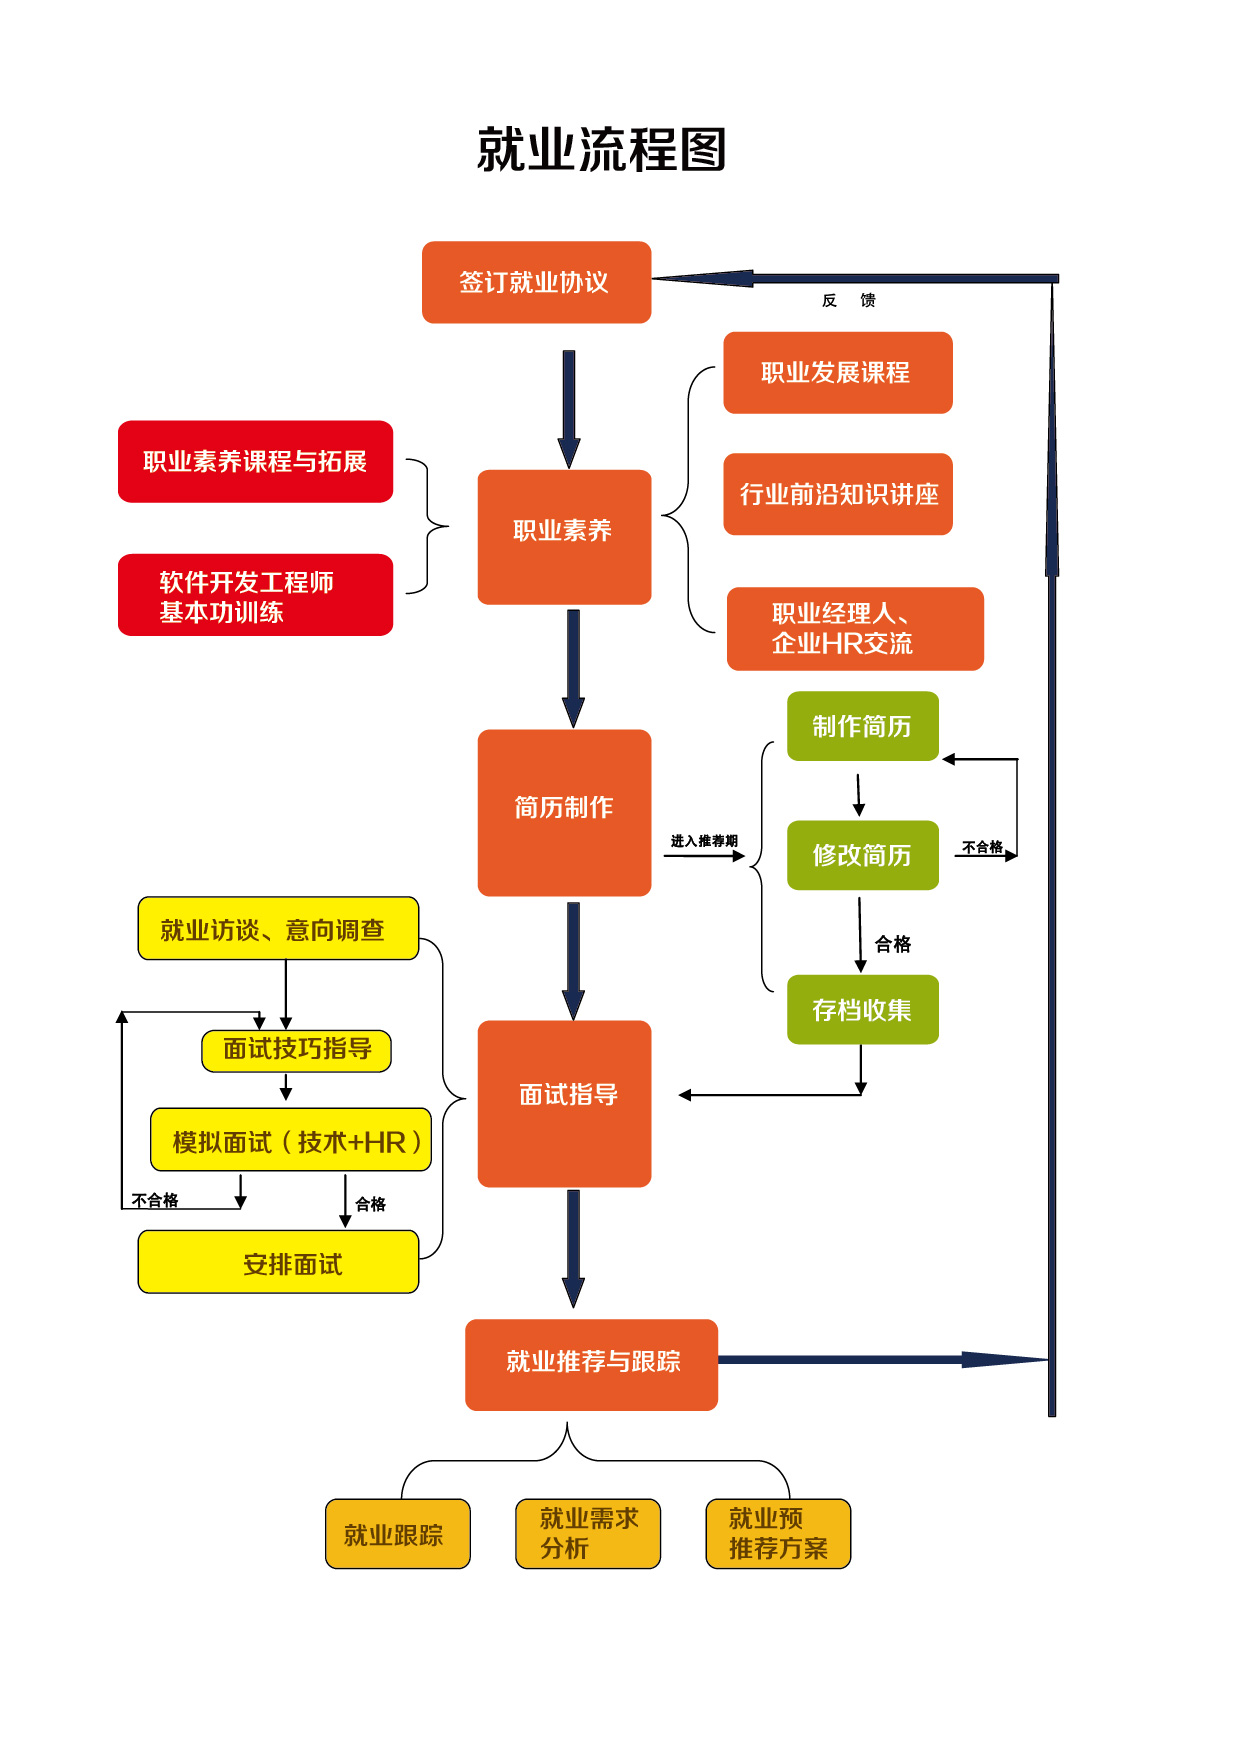 就业流程图
签订就业协议
反 馈
职业发展课程
职业素养课程与拓展
行业前沿知识讲座
职业素养
软件开发工程师
基本功训练
职业经理人、
企业HR交流
制作简历
简历制作
进入推荐期
修改简历
不合格
就业访谈、意向调查
合格
存档收集
面试技巧指导
面试指导
模拟面试（技术+HR）
不合格
合格
安排面试
就业推荐与跟踪
就业跟踪
就业需求
分析
就业预
推荐方案